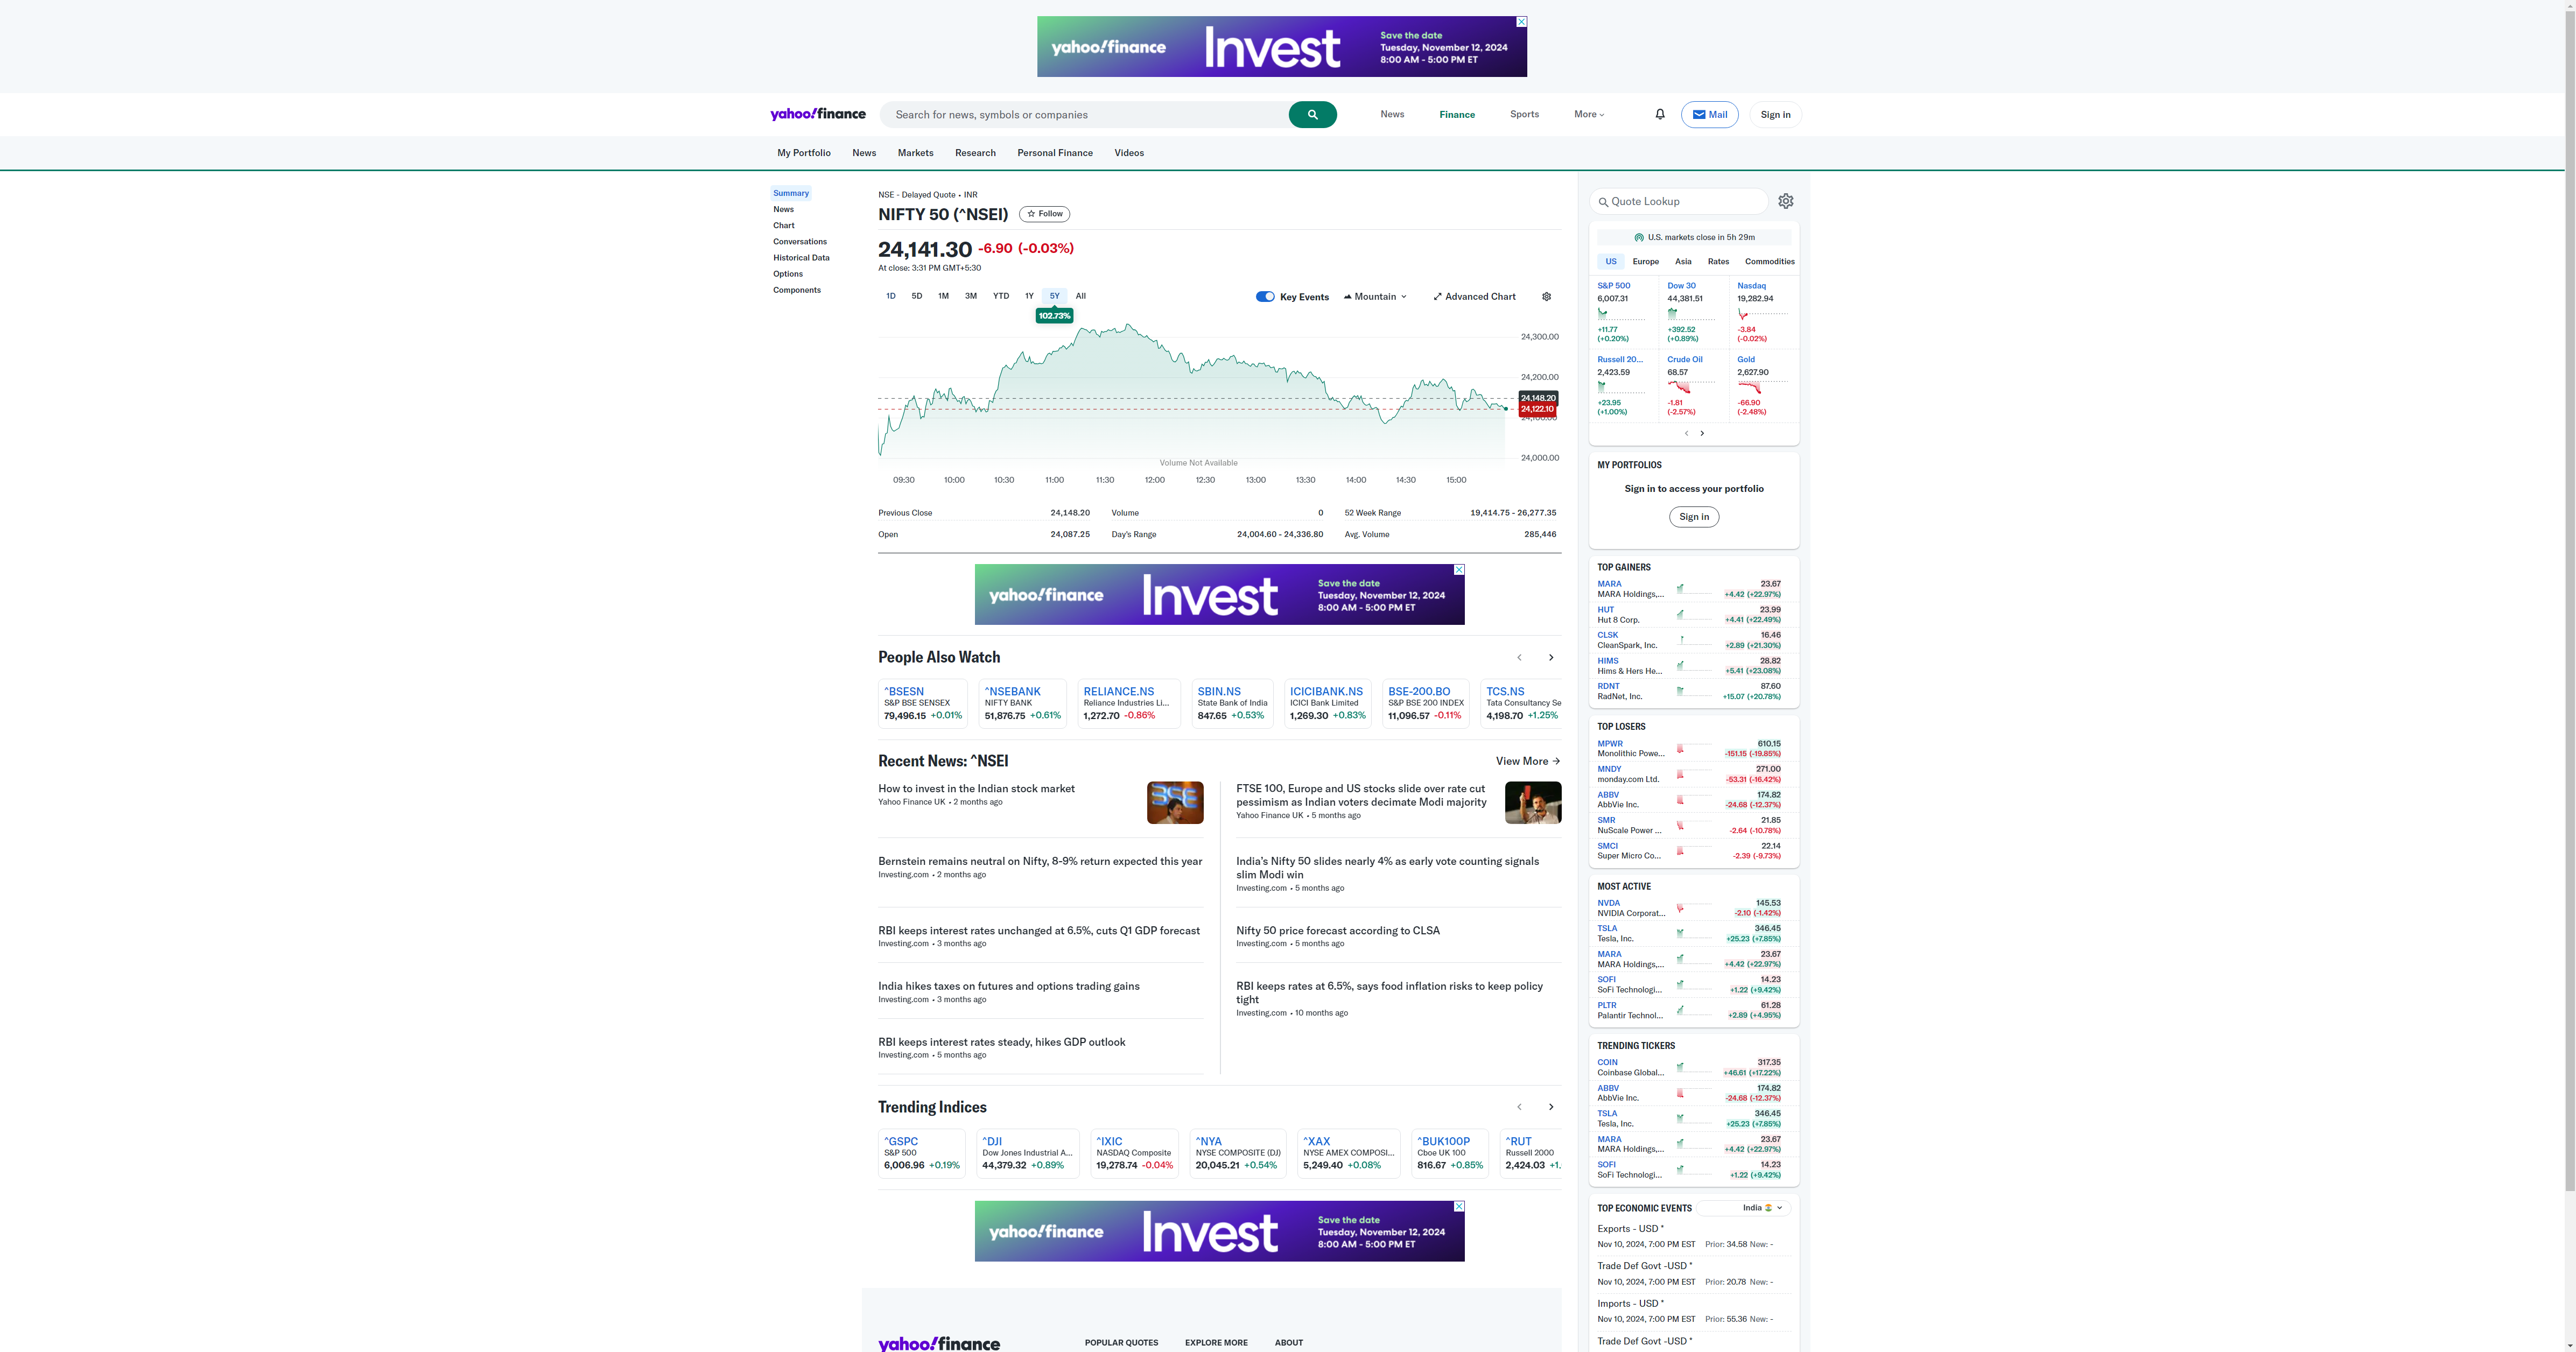 yahoo!finance
Invest
Save the date
Tuesday, November 12, 2024
8:00 AM - 5:00 PM ET
yahoo!finance
Search for news, symbols or companies
News
Finance
Sports
More
Mail
Sign in
My Portfolio
News
Markets
Research
Personal Finance
Videos
Summary
News
Chart
Conversations
Historical Data
Options
Components
NSE - Delayed Quote • INR
NIFTY 50 (^NSEI)
Follow
24,141.30 -6.90 (-0.03%)
At close: 3:31 PM GMT+5:30
1D 5D 1M 3M YTD 1Y 5Y All
102.73%
Key Events
Mountain
Advanced Chart
24,300.00
24,200.00
24,148.20
24,122.10
24,000.00
Volume Not Available
09:30 10:00 10:30 11:00 11:30 12:00 12:30 13:00 13:30 14:00 14:30 15:00
Previous Close 24,148.20 Volume 0 52 Week Range 19,414.75 - 26,277.35
Open 24,087.25 Day's Range 24,004.60 - 24,336.80 Avg. Volume 285,446
yahoo!finance
Invest
Save the date
Tuesday, November 12, 2024
8:00 AM - 5:00 PM ET
People Also Watch
^BSESN
S&P BSE SENSEX
79,496.15 +0.01%
^NSEBANK
NIFTY BANK
51,876.75 +0.61%
RELIANCE.NS
Reliance Industries Li...
1,272.70 -0.86%
SBIN.NS
State Bank of India
847.65 +0.53%
ICICIBANK.NS
ICICI Bank Limited
1,269.30 +0.83%
BSE-200.BO
S&P BSE 200 INDEX
11,096.57 -0.11%
TCS.NS
Tata Consultancy Se
4,198.70 +1.25%
Recent News: ^NSEI
View More
How to invest in the Indian stock market
Yahoo Finance UK • 2 months ago
Bernstein remains neutral on Nifty, 8-9% return expected this year
Investing.com • 2 months ago
RBI keeps interest rates unchanged at 6.5%, cuts Q1 GDP forecast
Investing.com • 3 months ago
India hikes taxes on futures and options trading gains
Investing.com • 3 months ago
RBI keeps interest rates steady, hikes GDP outlook
Investing.com • 5 months ago
FTSE 100, Europe and US stocks slide over rate cut
pessimism as Indian voters decimate Modi majority
Yahoo Finance UK • 5 months ago
India's Nifty 50 slides nearly 4% as early vote counting signals
slim Modi win
Investing.com • 5 months ago
Nifty 50 price forecast according to CLSA
Investing.com • 5 months ago
RBI keeps rates at 6.5%, says food inflation risks to keep policy
tight
Investing.com • 10 months ago
Trending Indices
^GSPC
S&P 500
6,006.96 +0.19%
^DJI
Dow Jones Industrial A...
44,379.32 +0.89%
^IXIC
NASDAQ Composite
19,278.74 -0.04%
^NYA
NYSE COMPOSITE (DJ)
20,045.21 +0.54%
^XAX
NYSE AMEX COMPOSI...
5,249.40 +0.08%
^BUK100P
Cboe UK 100
816.67 +0.85%
^RUT
Russell 2000
2,424.03 +1.
yahoo!finance
Invest
Save the date
Tuesday, November 12, 2024
8:00 AM - 5:00 PM ET
yahoo!finance
POPULAR QUOTES
EXPLORE MORE
ABOUT
Quote Lookup
U.S. markets close in 5h 29m
US Europe Asia Rates Commodities
S&P 500
6,007.31
+11.77
(+0.20%)
Dow 30
44,381.51
+392.52
(+0.89%)
Nasdaq
19,282.94
-3.84
(-0.02%)
Russell 20...
2,423.59
+23.95
(+1.00%)
Crude Oil
68.57
-1.81
(-2.57%)
Gold
2,627.90
-66.90
(-2.48%)
MY PORTFOLIOS
Sign in to access your portfolio
Sign in
TOP GAINERS
MARA 23.67
MARA Holdings,... +4.42 (+22.97%)
HUT 23.99
Hut 8 Corp. +4.41 (+22.49%)
CLSK 16.46
CleanSpark, Inc. +2.89 (+21.30%)
HIMS 28.82
Hims & Hers He... +5.41 (+23.08%)
RDNT 87.60
RadNet, Inc. +15.07 (+20.78%)
TOP LOSERS
MPWR 610.15
Monolithic Powe... -151.15 (-19.85%)
MNDY 271.00
monday.com Ltd. -53.31 (-16.42%)
ABBV 174.82
AbbVie Inc. -24.68 (-12.37%)
SMR 21.85
NuScale Power ... -2.64 (-10.78%)
SMCI 22.14
Super Micro Co... -2.39 (-9.73%)
MOST ACTIVE
NVDA 145.53
NVIDIA Corporat... -2.10 (-1.42%)
TSLA 346.45
Tesla, Inc. +25.23 (+7.85%)
MARA 23.67
MARA Holdings,... +4.42 (+22.97%)
SOFI 14.23
SoFi Technologi... +1.22 (+9.42%)
PLTR 61.28
Palantir Technol... +2.89 (+4.95%)
TRENDING TICKERS
COIN 317.35
Coinbase Global... +46.61 (+17.22%)
ABBV 174.82
AbbVie Inc. -24.68 (-12.37%)
TSLA 346.45
Tesla, Inc. +25.23 (+7.85%)
MARA 23.67
MARA Holdings,... +4.42 (+22.97%)
SOFI 14.23
SoFi Technologi... +1.22 (+9.42%)
TOP ECONOMIC EVENTS
India
Exports - USD *
Nov 10, 2024, 7:00 PM EST Prior: 34.58 New: -
Trade Def Govt -USD *
Nov 10, 2024, 7:00 PM EST Prior: 20.78 New: -
Imports - USD *
Nov 10, 2024, 7:00 PM EST Prior: 55.36 New: -
Trade Def Govt -USD *